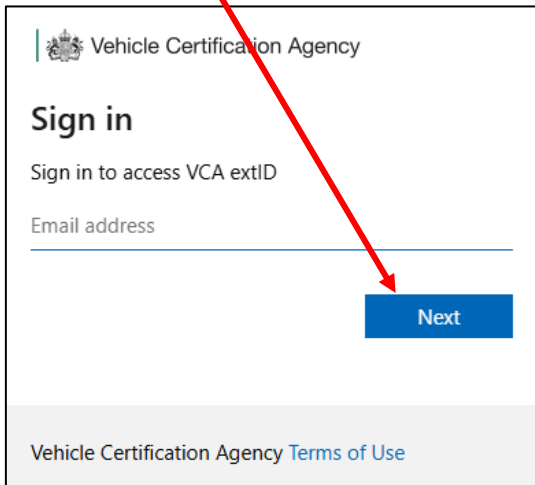 Vehicle Certification Agency
Sign in
Sign in to access VCA extID
Email address
Next
Vehicle Certification Agency Terms of Use